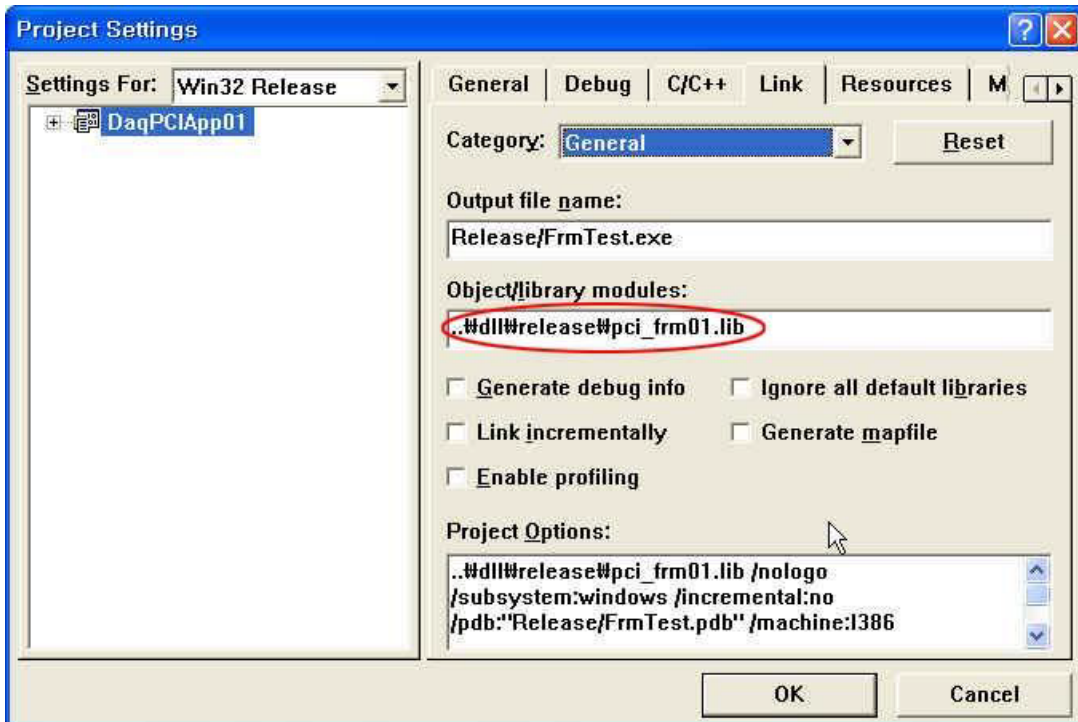 Project Settings
Settings For: Win32 Release
DaqPCIApp01
General Debug C/C++ Link Resources M
Category: General Reset
Output file name:
Release/FrmTest.exe
Object/library modules:
..₩dll₩release₩pci_frm01.lib
Generate debug info Ignore all default libraries
Link incrementally Generate mapfile
Enable profiling
Project Options:
..₩dll₩release₩pci_frm01.lib /nologo
/subsystem:windows /incremental:no
/pdb:"Release/FrmTest.pdb" /machine:I386
OK Cancel